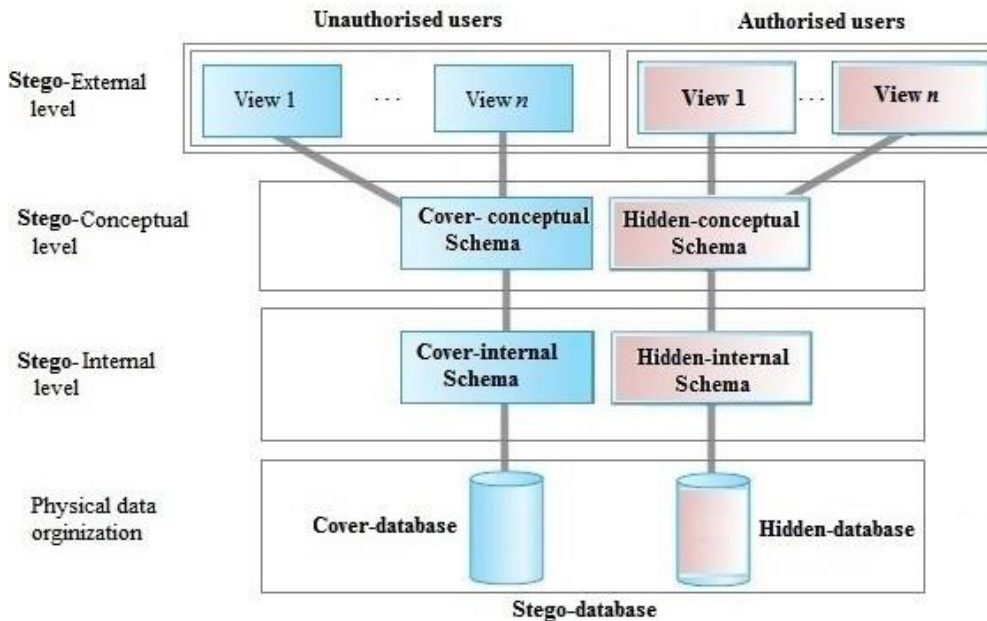 Unauthorised users
Authorised users
Stego-External
level
View 1
. . .
View n
View 1
...
View n
Stego-Conceptual
level
Cover- conceptual
Schema
Hidden-conceptual
Schema
Stego-Internal
level
Cover-internal
Schema
Hidden-internal
Schema
Physical data
orginization
Cover-database
Hidden-database
Stego-database